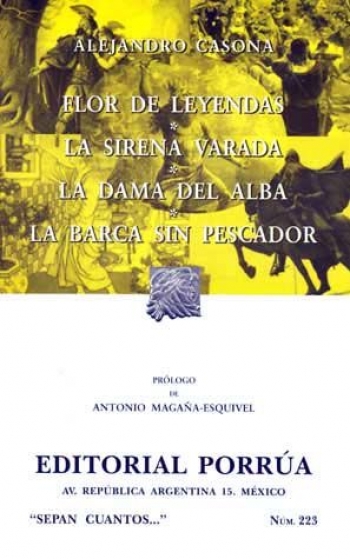 ALEJANDRO CASONA
FLOR DE LEYENDAS
*
LA SIRENA VARADA
*
LA DAMA DEL ALBA
*
LA BARCA SIN PESCADOR
PRÓLOGO
DE
ANTONIO MAGAÑA-ESQUIVEL
EDITORIAL PORRÚA
AV. REPÚBLICA ARGENTINA 15. MÉXICO
"SEPAN CUANTOS..." NÚM. 223